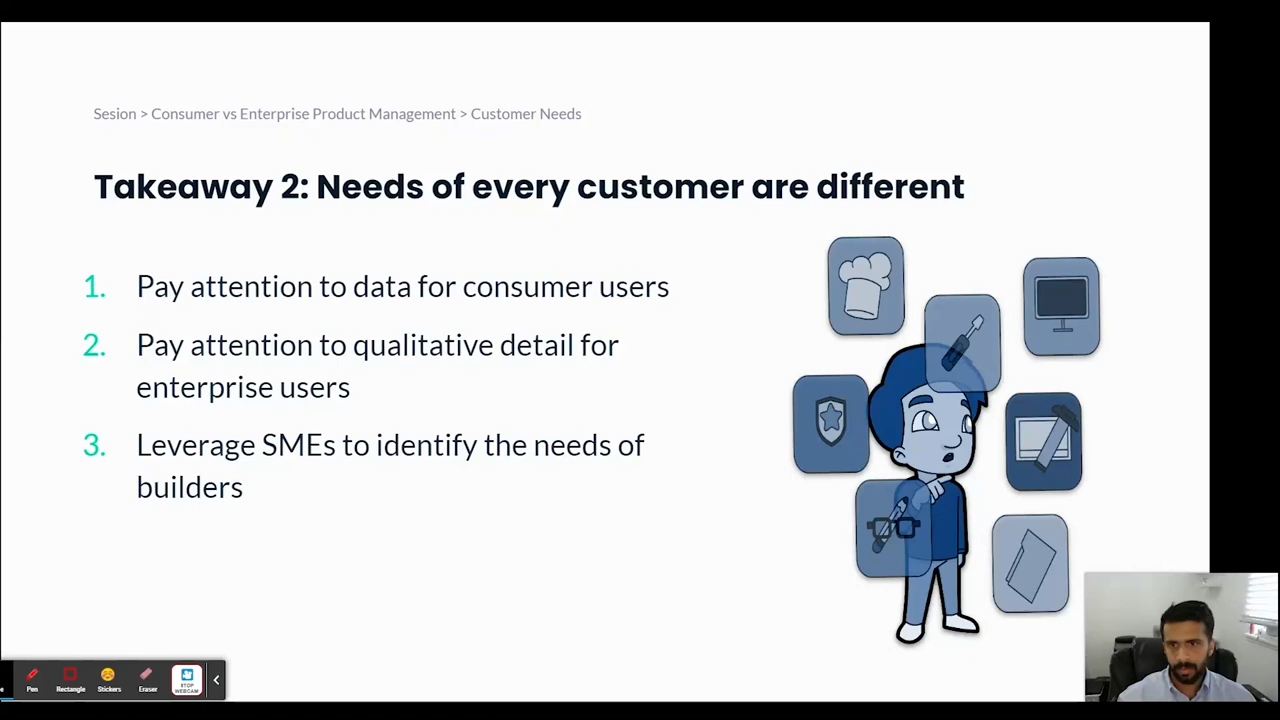 Sesion > Consumer vs Enterprise Product Management > Customer Needs
Takeaway 2: Needs of every customer are different
1. Pay attention to data for consumer users
2. Pay attention to qualitative detail for
enterprise users
3. Leverage SMEs to identify the needs of
builders
Pen Rectangle Stickers Eraser STOP
WEBCAM